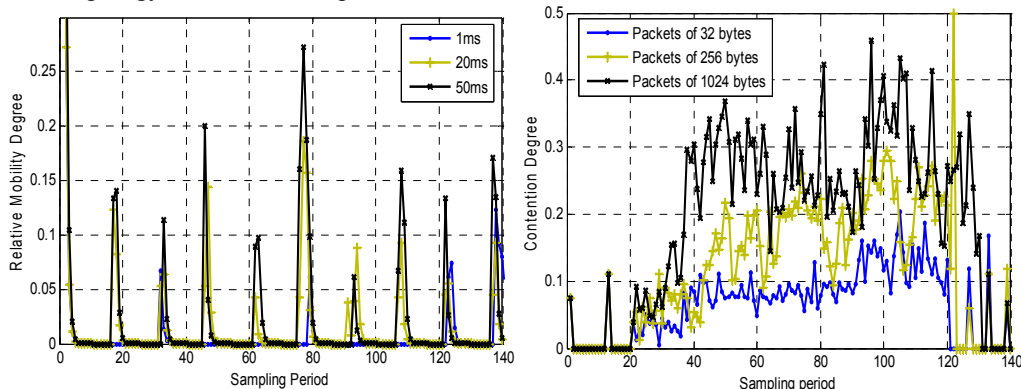 0.25
0.2
0.15
0.1
0.05
0
Relative Mobility Degree
0 20 40 60 80 100 120 140
Sampling Period
1ms
20ms
50ms
0.5
0.4
0.3
0.2
0.1
0
Contention Degree
0 20 40 60 80 100 120 140
Sampling period
Packets of 32 bytes
Packets of 256 bytes
Packets of 1024 bytes